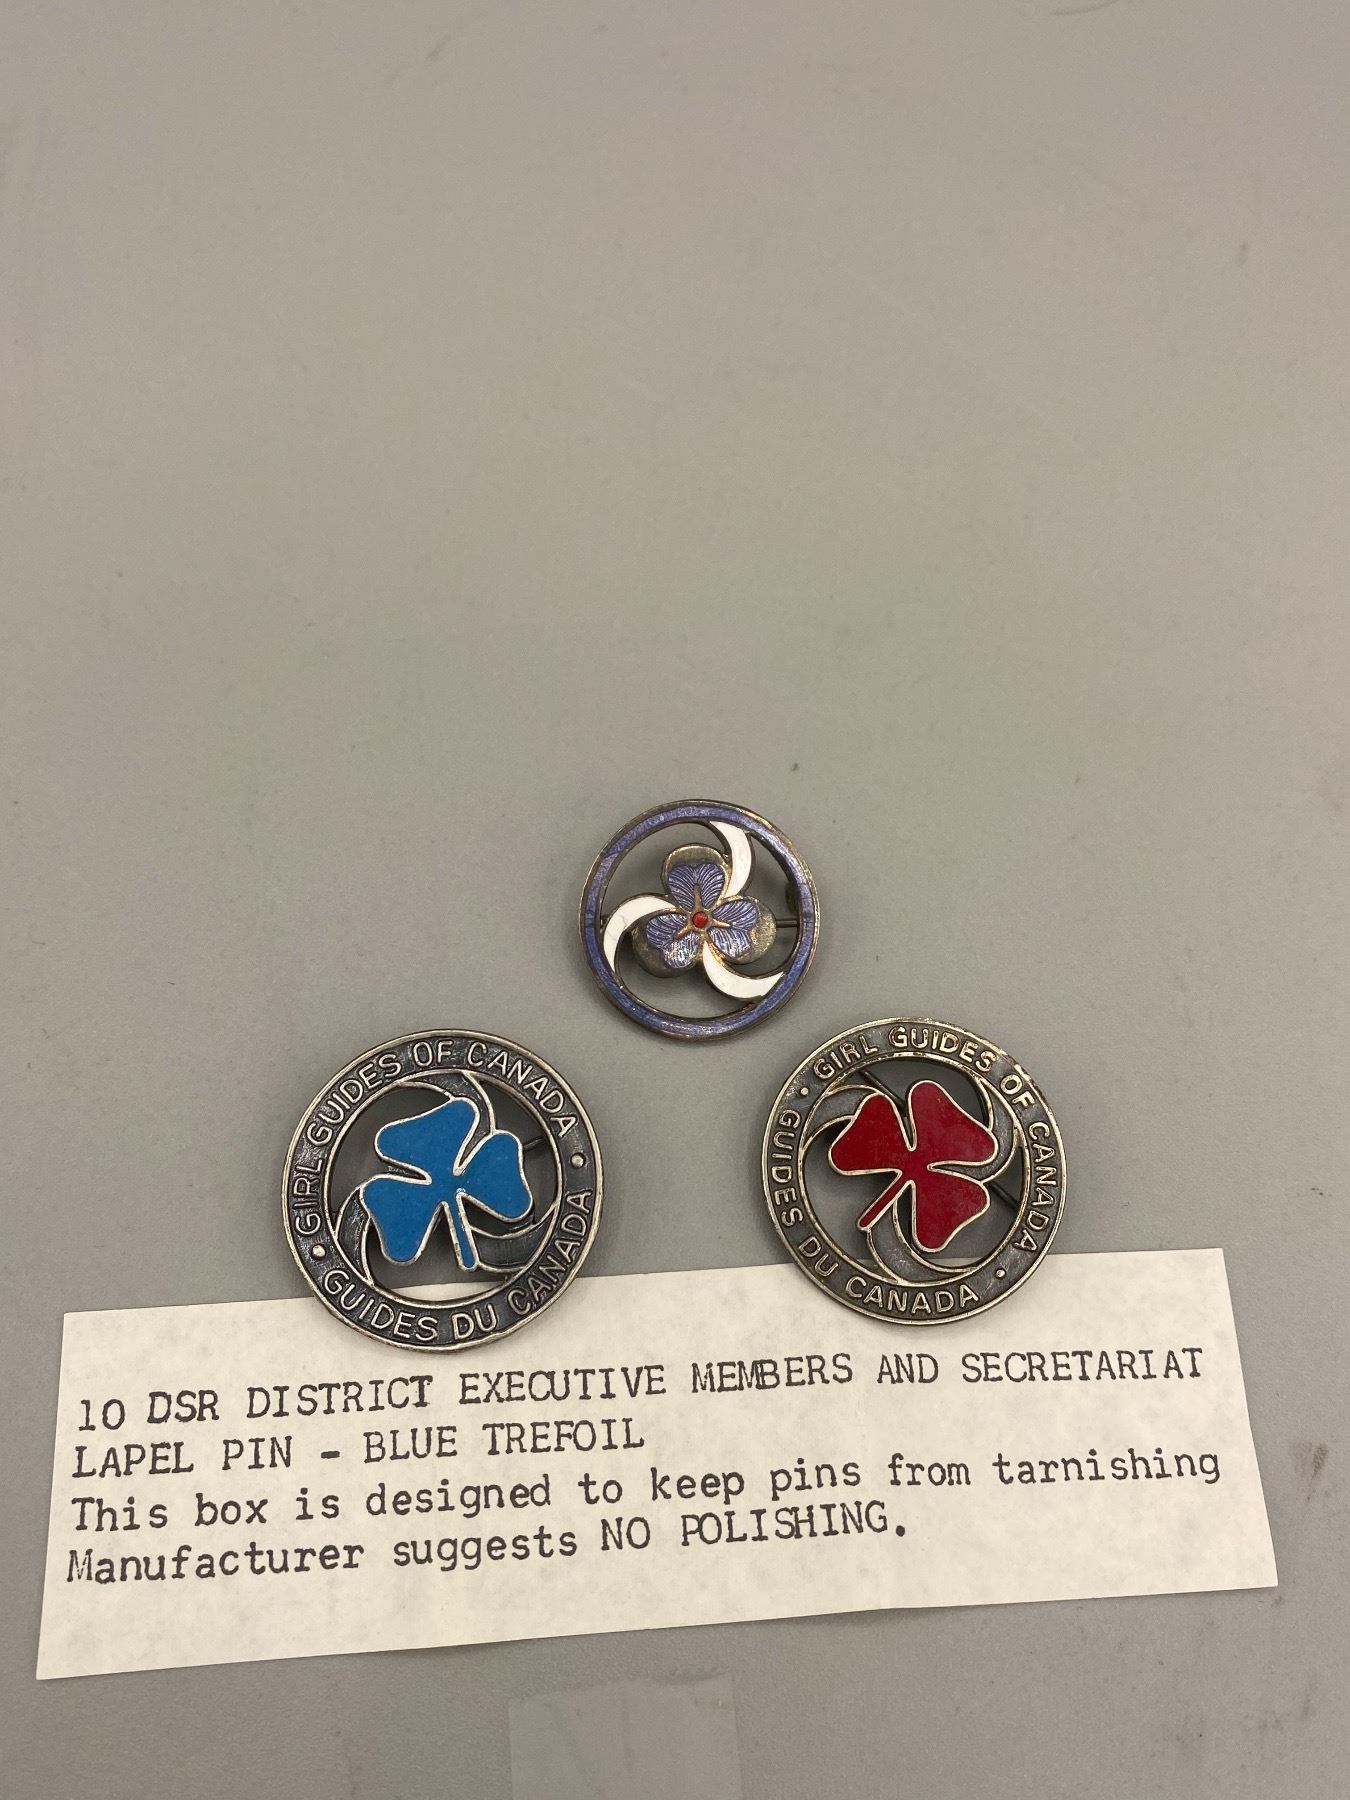 · GIRL GUIDES OF CANADA ·
GUIDES DU CANADA
· GIRL GUIDES OF CANADA ·
GUIDES DU CANADA
10 DSR DISTRICT EXECUTIVE MEMBERS AND SECRETARIAT
LAPEL PIN - BLUE TREFOIL
This box is designed to keep pins from tarnishing
Manufacturer suggests NO POLISHING.